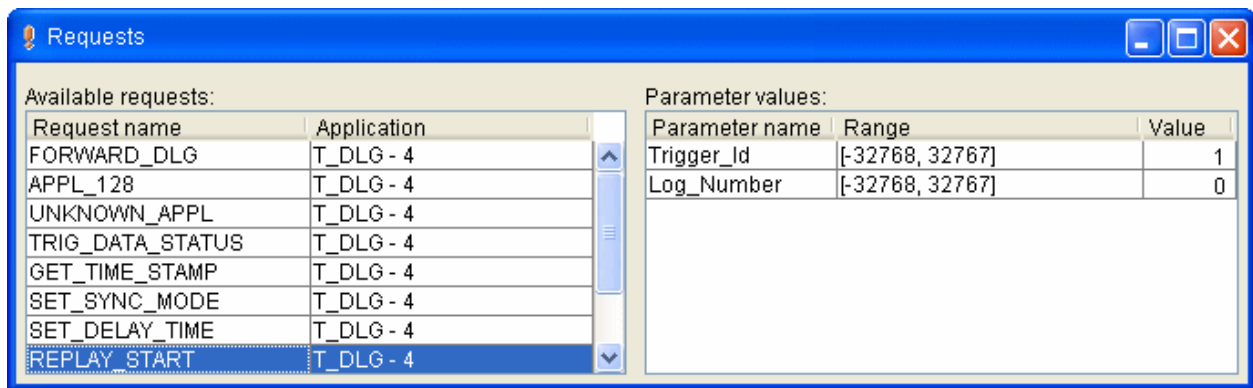 Requests
Available requests:
Request name Application
FORWARD_DLG T_DLG - 4
APPL_128 T_DLG - 4
UNKNOWN_APPL T_DLG - 4
TRIG_DATA_STATUS T_DLG - 4
GET_TIME_STAMP T_DLG - 4
SET_SYNC_MODE T_DLG - 4
SET_DELAY_TIME T_DLG - 4
REPLAY_START T_DLG - 4
Parameter values:
Parameter name Range Value
Trigger_Id [-32768, 32767] 1
Log_Number [-32768, 32767] 0